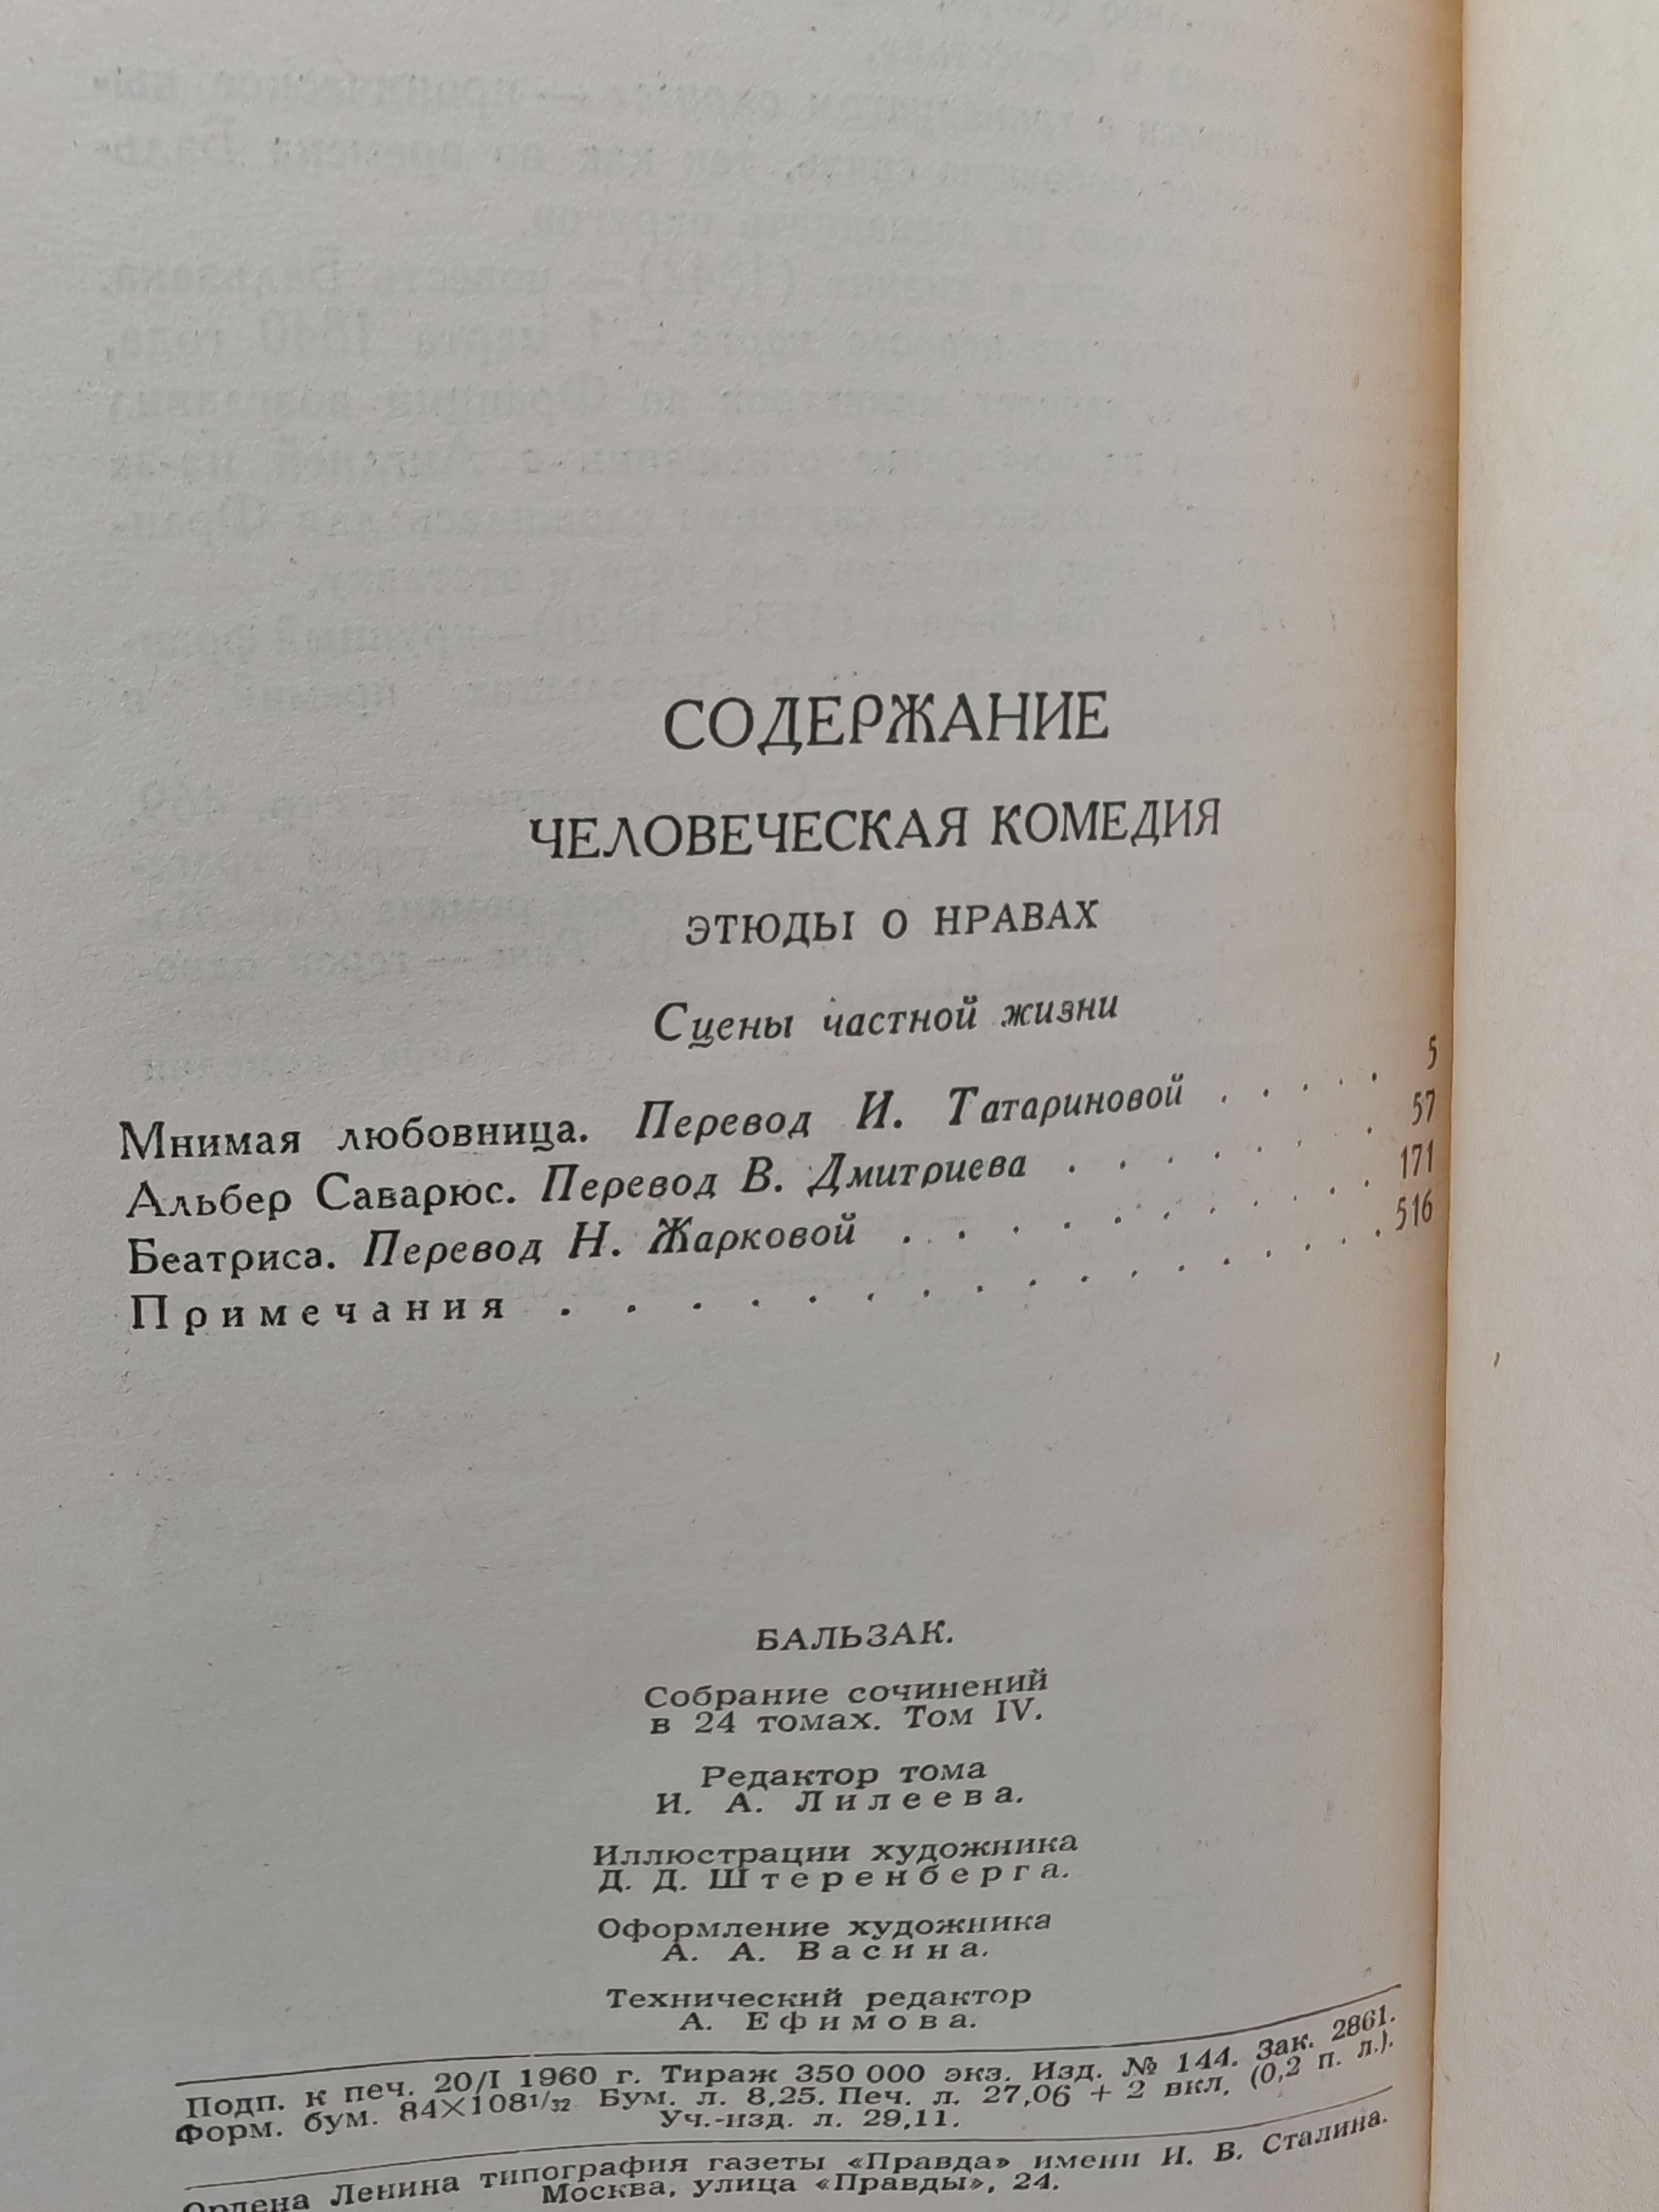 СОДЕРЖАНИЕ
ЧЕЛОВЕЧЕСКАЯ КОМЕДИЯ
ЭТЮДЫ О НРАВАХ
Сцены частной жизни
Мнимая любовница. Перевод И. Татариновой . . . . . 5
Альбер Саварюс. Перевод В. Дмитриева . . . . . . . 57
Беатриса. Перевод Н. Жарковой . . . . . . . . . 171
Примечания . . . . . . . . . . . . . . . 516
БАЛЬЗАК.
Собрание сочинений
в 24 томах. Том IV.
Редактор тома
И. А. Лилеева.
Иллюстрации художника
Д. Д. Штеренберга.
Оформление художника
А. А. Васина.
Технический редактор
А. Ефимова.
Подп. к печ. 20/I 1960 г. Тираж 350 000 экз. Изд. № 144. Зак. 2861.
Форм. бум. 84×108¹/₃₂ Бум. л. 8,25. Печ. л. 27,06 + 2 вкл. (0,2 п. л.).
Уч.-изд. л. 29,11.
Ордена Ленина типография газеты «Правда» имени И. В. Сталина.
Москва, улица «Правды», 24.